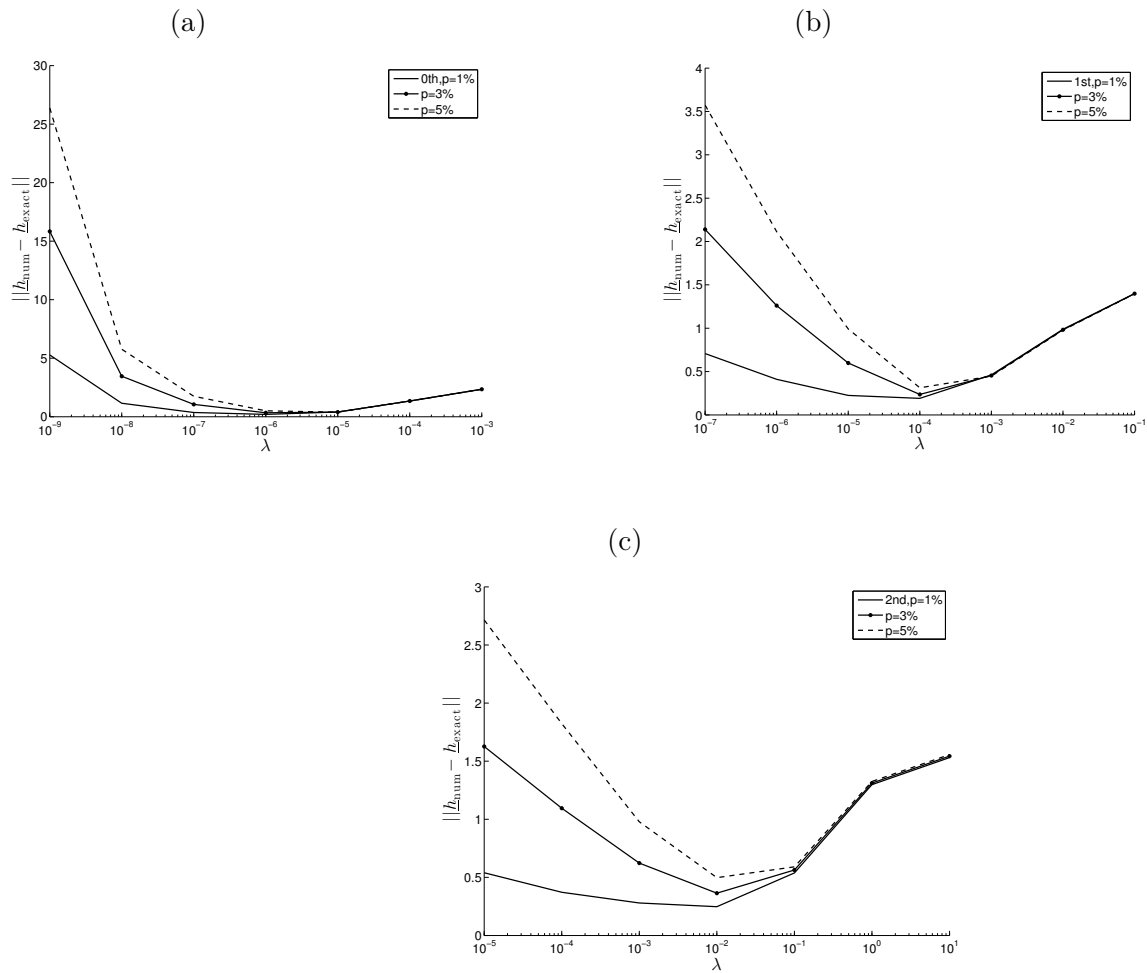 (a)
30
25
20
15
10
5
0
10⁻⁹ 10⁻⁸ 10⁻⁷ 10⁻⁶ 10⁻⁵ 10⁻⁴ 10⁻³
λ
||h_num − h_exact||
0th,p=1%
p=3%
p=5%
(b)
4
3.5
3
2.5
2
1.5
1
0.5
0
10⁻⁷ 10⁻⁶ 10⁻⁵ 10⁻⁴ 10⁻³ 10⁻² 10⁻¹
λ
||h_num − h_exact||
1st,p=1%
p=3%
p=5%
(c)
3
2.5
2
1.5
1
0.5
0
10⁻⁵ 10⁻⁴ 10⁻³ 10⁻² 10⁻¹ 10⁰ 10¹
λ
||h_num − h_exact||
2nd,p=1%
p=3%
p=5%